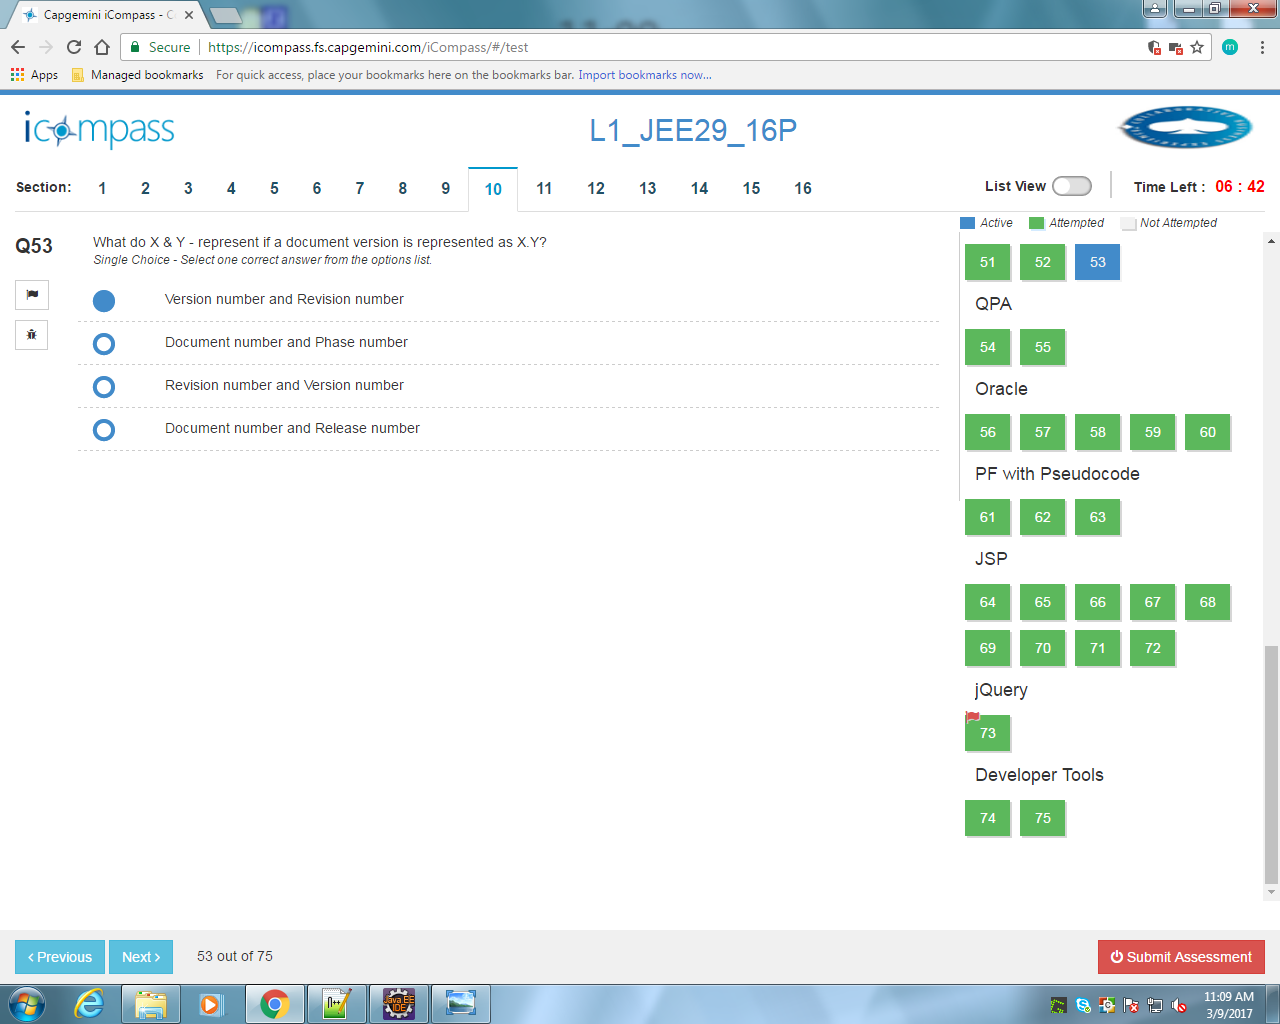 Capgemini iCompass - C
Secure
https://icompass.fs.capgemini.com/iCompass/#/test
m
Apps
Managed bookmarks
For quick access, place your bookmarks here on the bookmarks bar. Import bookmarks now...
icompass
L1_JEE29_16P
Section: 1 2 3 4 5 6 7 8 9 10 11 12 13 14 15 16
List View
Time Left : 06 : 42
Active Attempted Not Attempted
Q53
What do X & Y - represent if a document version is represented as X.Y?
Single Choice - Select one correct answer from the options list.
Version number and Revision number
Document number and Phase number
Revision number and Version number
Document number and Release number
51 52 53
QPA
54 55
Oracle
56 57 58 59 60
PF with Pseudocode
61 62 63
JSP
64 65 66 67 68
69 70 71 72
jQuery
73
Developer Tools
74 75
‹ Previous
Next ›
53 out of 75
Submit Assessment
Java EE
IDE
11:09 AM
3/9/2017